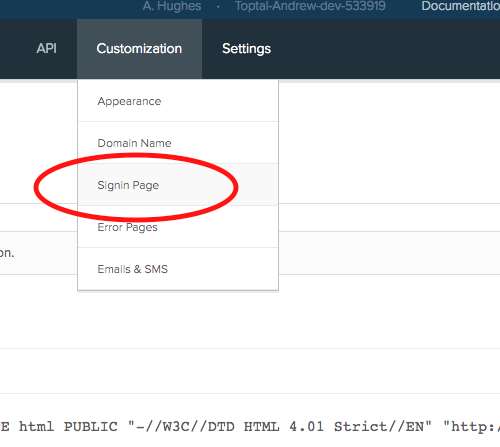 A. Hughes · Toptal-Andrew-dev-533919 Documentatio
API Customization Settings
Appearance
Domain Name
Signin Page
Error Pages
on.
Emails & SMS
E html PUBLIC "-//W3C//DTD HTML 4.01 Strict//EN" "http:/